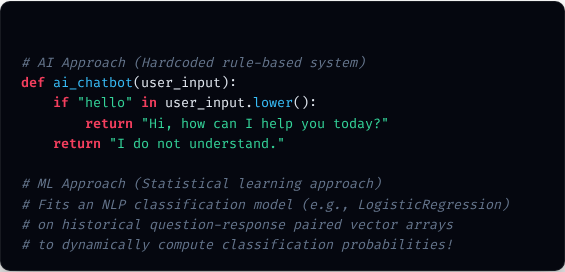 # AI Approach (Hardcoded rule-based system)
def ai_chatbot(user_input):
    if "hello" in user_input.lower():
        return "Hi, how can I help you today?"
    return "I do not understand."

# ML Approach (Statistical learning approach)
# Fits an NLP classification model (e.g., LogisticRegression)
# on historical question-response paired vector arrays
# to dynamically compute classification probabilities!